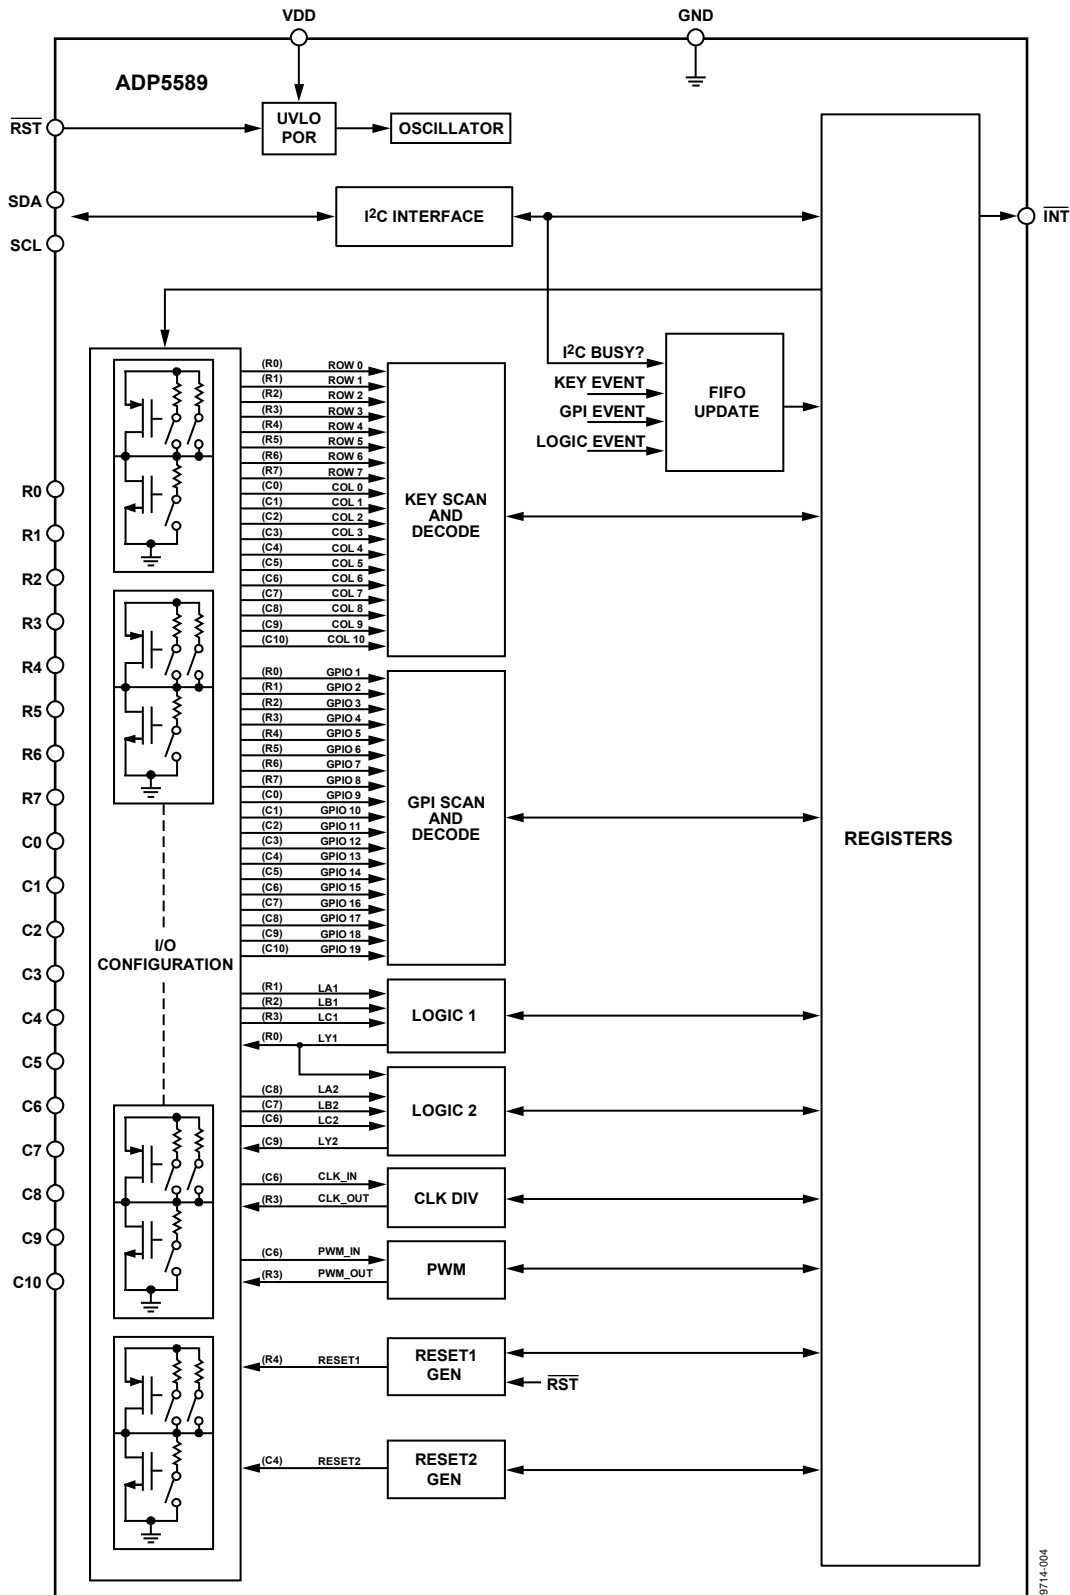 VDD
GND
ADP5589
RST
UVLO
POR
OSCILLATOR
SDA
I2C INTERFACE
INT
SCL
I2C BUSY?
KEY EVENT
GPI EVENT
LOGIC EVENT
FIFO
UPDATE
R0
R1
R2
R3
R4
R5
R6
R7
C0
C1
C2
C3
C4
C5
C6
C7
C8
C9
C10
I/O
CONFIGURATION
(R0) ROW 0
(R1) ROW 1
(R2) ROW 2
(R3) ROW 3
(R4) ROW 4
(R5) ROW 5
(R6) ROW 6
(R7) ROW 7
(C0) COL 0
(C1) COL 1
(C2) COL 2
(C3) COL 3
(C4) COL 4
(C5) COL 5
(C6) COL 6
(C7) COL 7
(C8) COL 8
(C9) COL 9
(C10) COL 10
KEY SCAN
AND
DECODE
(R0) GPIO 1
(R1) GPIO 2
(R2) GPIO 3
(R3) GPIO 4
(R4) GPIO 5
(R5) GPIO 6
(R6) GPIO 7
(R7) GPIO 8
(C0) GPIO 9
(C1) GPIO 10
(C2) GPIO 11
(C3) GPIO 12
(C4) GPIO 13
(C5) GPIO 14
(C6) GPIO 15
(C7) GPIO 16
(C8) GPIO 17
(C9) GPIO 18
(C10) GPIO 19
GPI SCAN
AND
DECODE
REGISTERS
(R1) LA1
(R2) LB1
(R3) LC1
(R0) LY1
LOGIC 1
(C8) LA2
(C7) LB2
(C6) LC2
(C9) LY2
LOGIC 2
(C6) CLK_IN
(R3) CLK_OUT
CLK DIV
(C6) PWM_IN
(R3) PWM_OUT
PWM
(R4) RESET1
RESET1
GEN
RST
(C4) RESET2
RESET2
GEN
9714-004